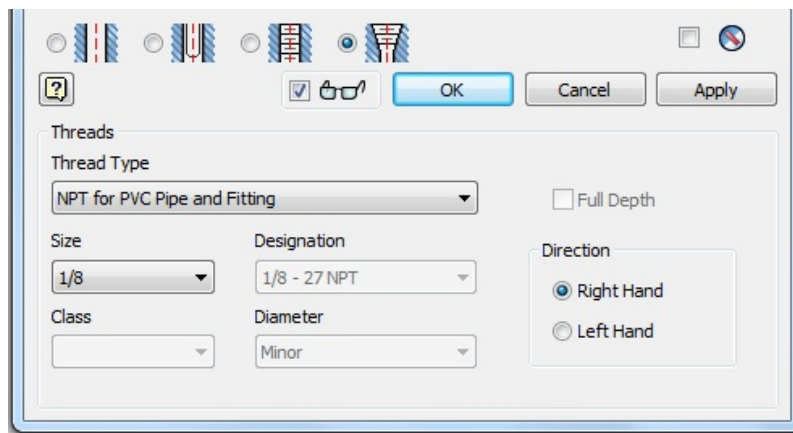 OK Cancel Apply
Threads
Thread Type
NPT for PVC Pipe and Fitting
Full Depth
Size Designation
Direction
1/8 1/8 - 27 NPT
Right Hand
Class Diameter
Left Hand
Minor